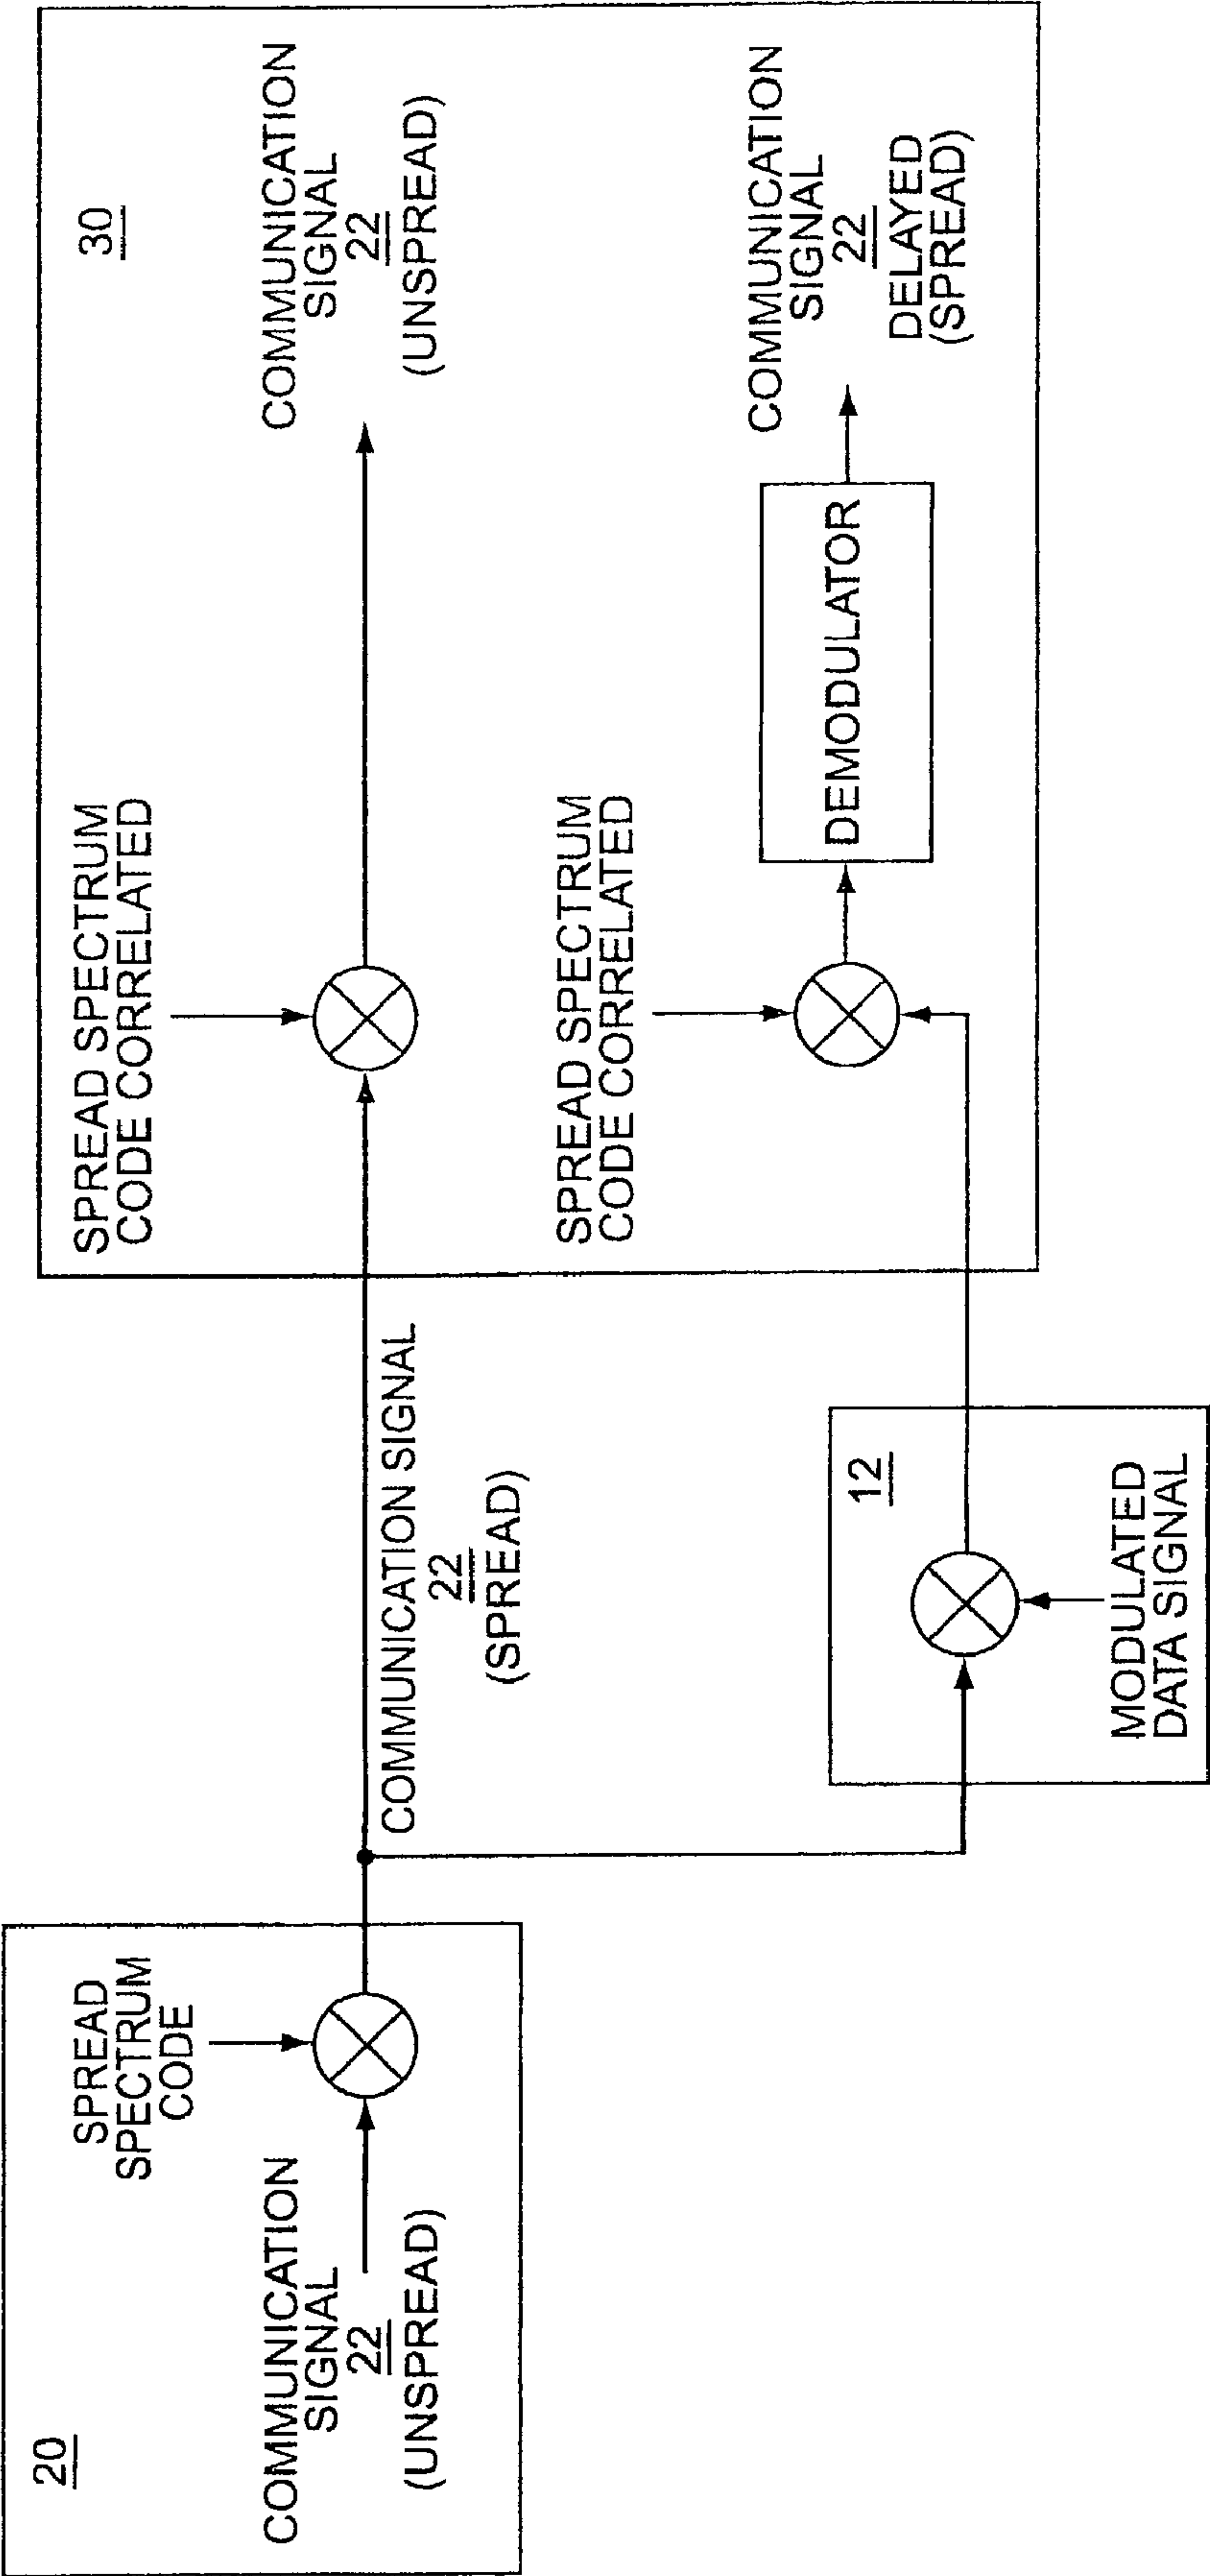 20
SPREAD
SPECTRUM
CODE
COMMUNICATION
SIGNAL
22
(UNSPREAD)
COMMUNICATION SIGNAL
22
(SPREAD)
12
MODULATED
DATA SIGNAL
30
SPREAD SPECTRUM
CODE CORRELATED
COMMUNICATION
SIGNAL
22
(UNSPREAD)
SPREAD SPECTRUM
CODE CORRELATED
DEMODULATOR
COMMUNICATION
SIGNAL
22
DELAYED
(SPREAD)